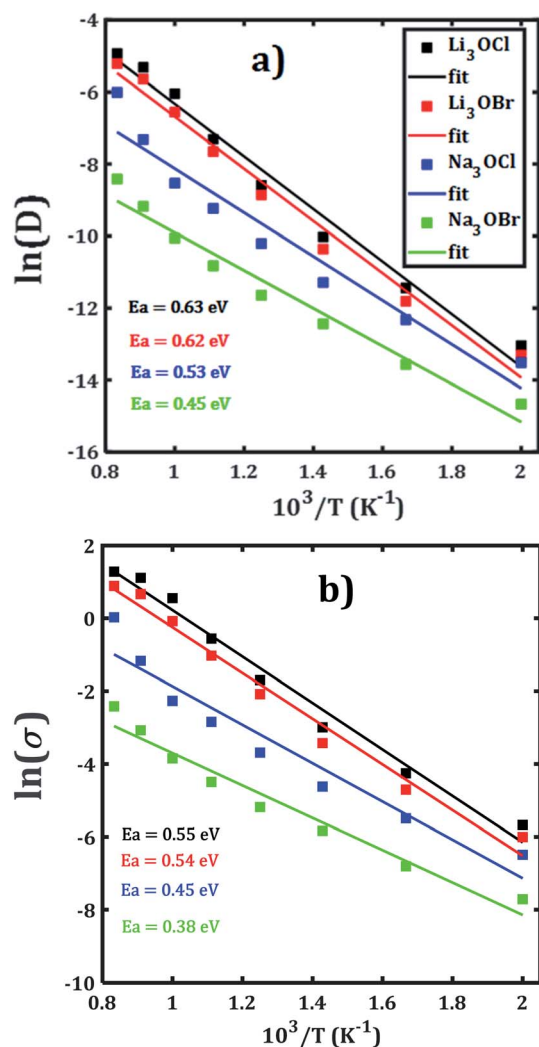 -4
-6
-8
-10
-12
-14
-16
ln(D)
a)
Li3OCl
fit
Li3OBr
fit
Na3OCl
fit
Na3OBr
fit
Ea = 0.63 eV
Ea = 0.62 eV
Ea = 0.53 eV
Ea = 0.45 eV
0.8 1 1.2 1.4 1.6 1.8 2
10^3/T (K^-1)
2
0
-2
-4
-6
-8
-10
ln(σ)
b)
Ea = 0.55 eV
Ea = 0.54 eV
Ea = 0.45 eV
Ea = 0.38 eV
0.8 1 1.2 1.4 1.6 1.8 2
10^3/T (K^-1)